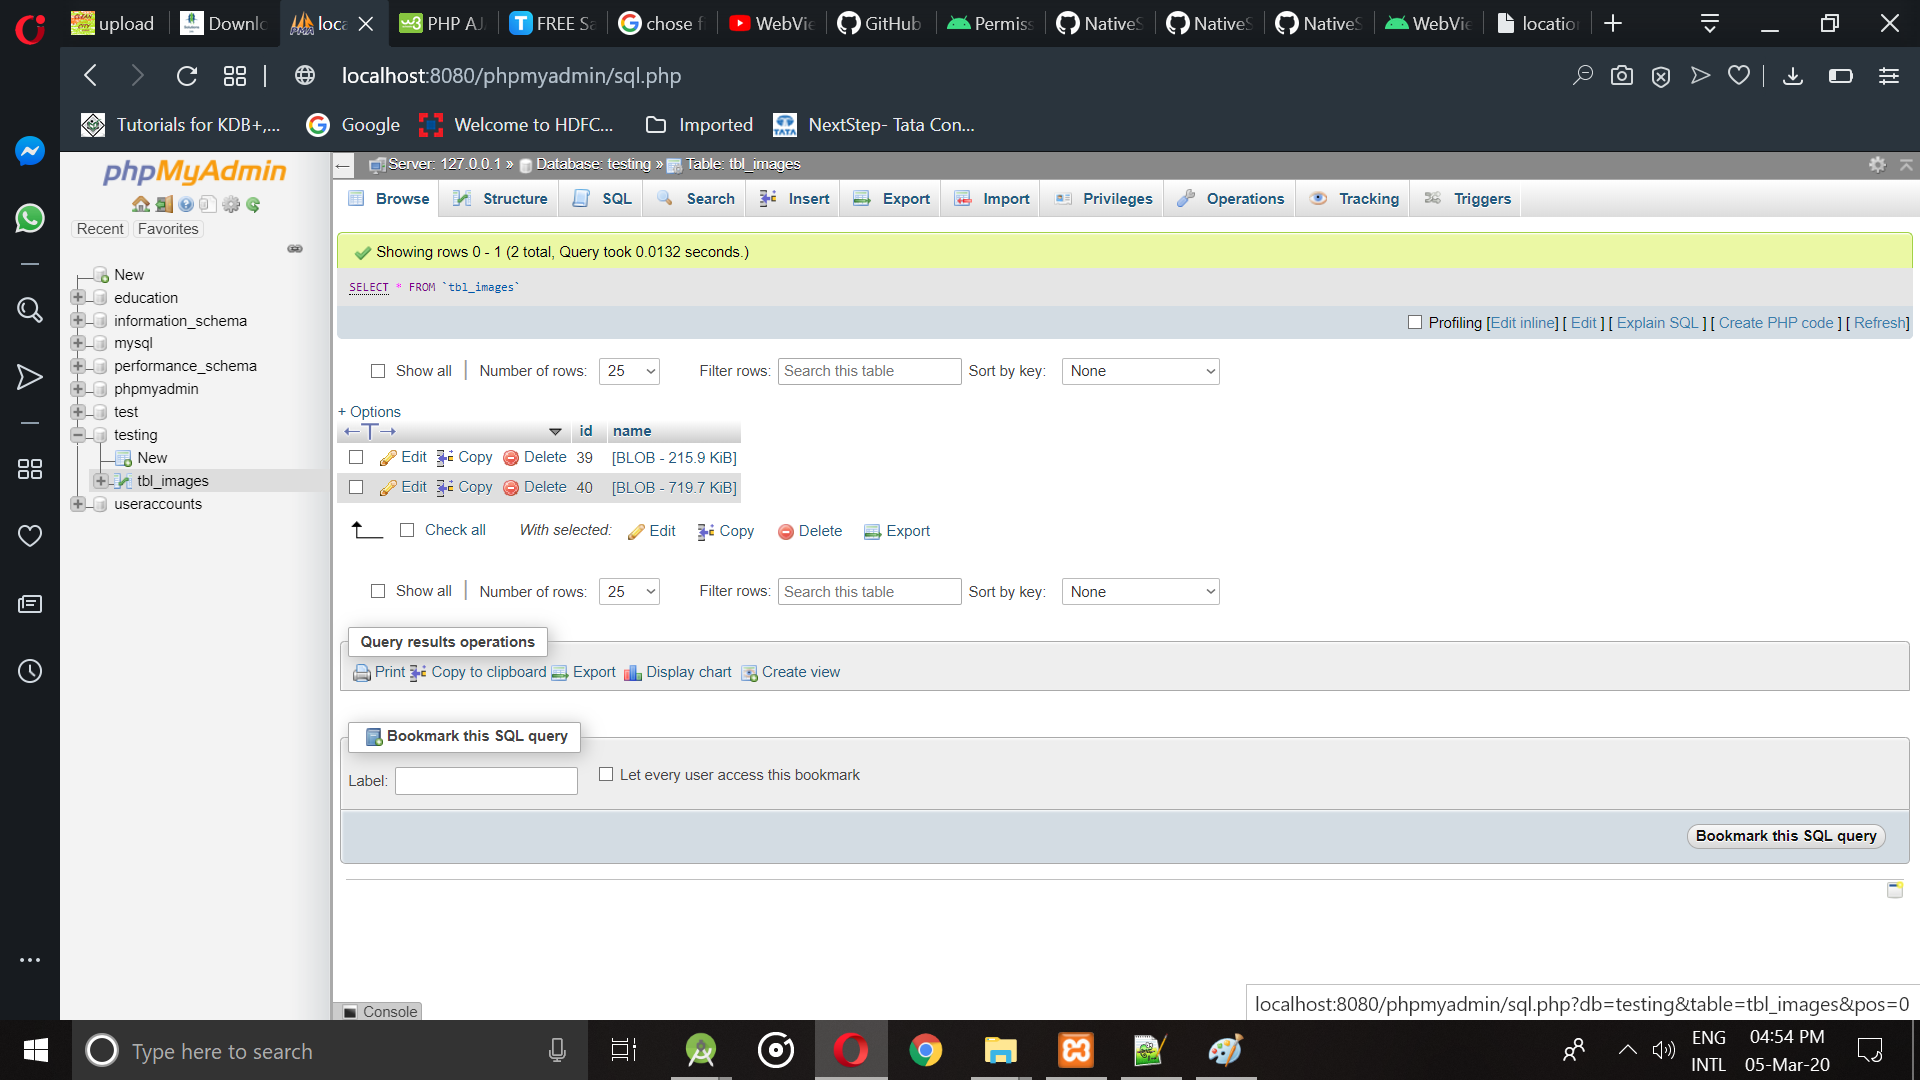 upload
Downlo
loca
PHP AJ
FREE Sa
chose f
WebVie
GitHub
Permiss
NativeS
NativeS
NativeS
WebVie
location
localhost:8080/phpmyadmin/sql.php
Tutorials for KDB+,...
Google
Welcome to HDFC...
Imported
NextStep- Tata Con...
phpMyAdmin
Recent Favorites
New
education
information_schema
mysql
performance_schema
phpmyadmin
test
testing
New
tbl_images
useraccounts
Server: 127.0.0.1 » Database: testing » Table: tbl_images
Browse Structure SQL Search Insert Export Import Privileges Operations Tracking Triggers
Showing rows 0 - 1 (2 total, Query took 0.0132 seconds.)
SELECT * FROM `tbl_images`
Profiling [Edit inline] [ Edit ] [ Explain SQL ] [ Create PHP code ] [ Refresh]
Show all | Number of rows: 25 Filter rows: Search this table Sort by key: None
+ Options
←T→ id name
Edit Copy Delete 39 [BLOB - 215.9 KiB]
Edit Copy Delete 40 [BLOB - 719.7 KiB]
Check all With selected: Edit Copy Delete Export
Show all | Number of rows: 25 Filter rows: Search this table Sort by key: None
Query results operations
Print Copy to clipboard Export Display chart Create view
Bookmark this SQL query
Label: Let every user access this bookmark
Bookmark this SQL query
Console
localhost:8080/phpmyadmin/sql.php?db=testing&table=tbl_images&pos=0
Type here to search
ENG
INTL
04:54 PM
05-Mar-20